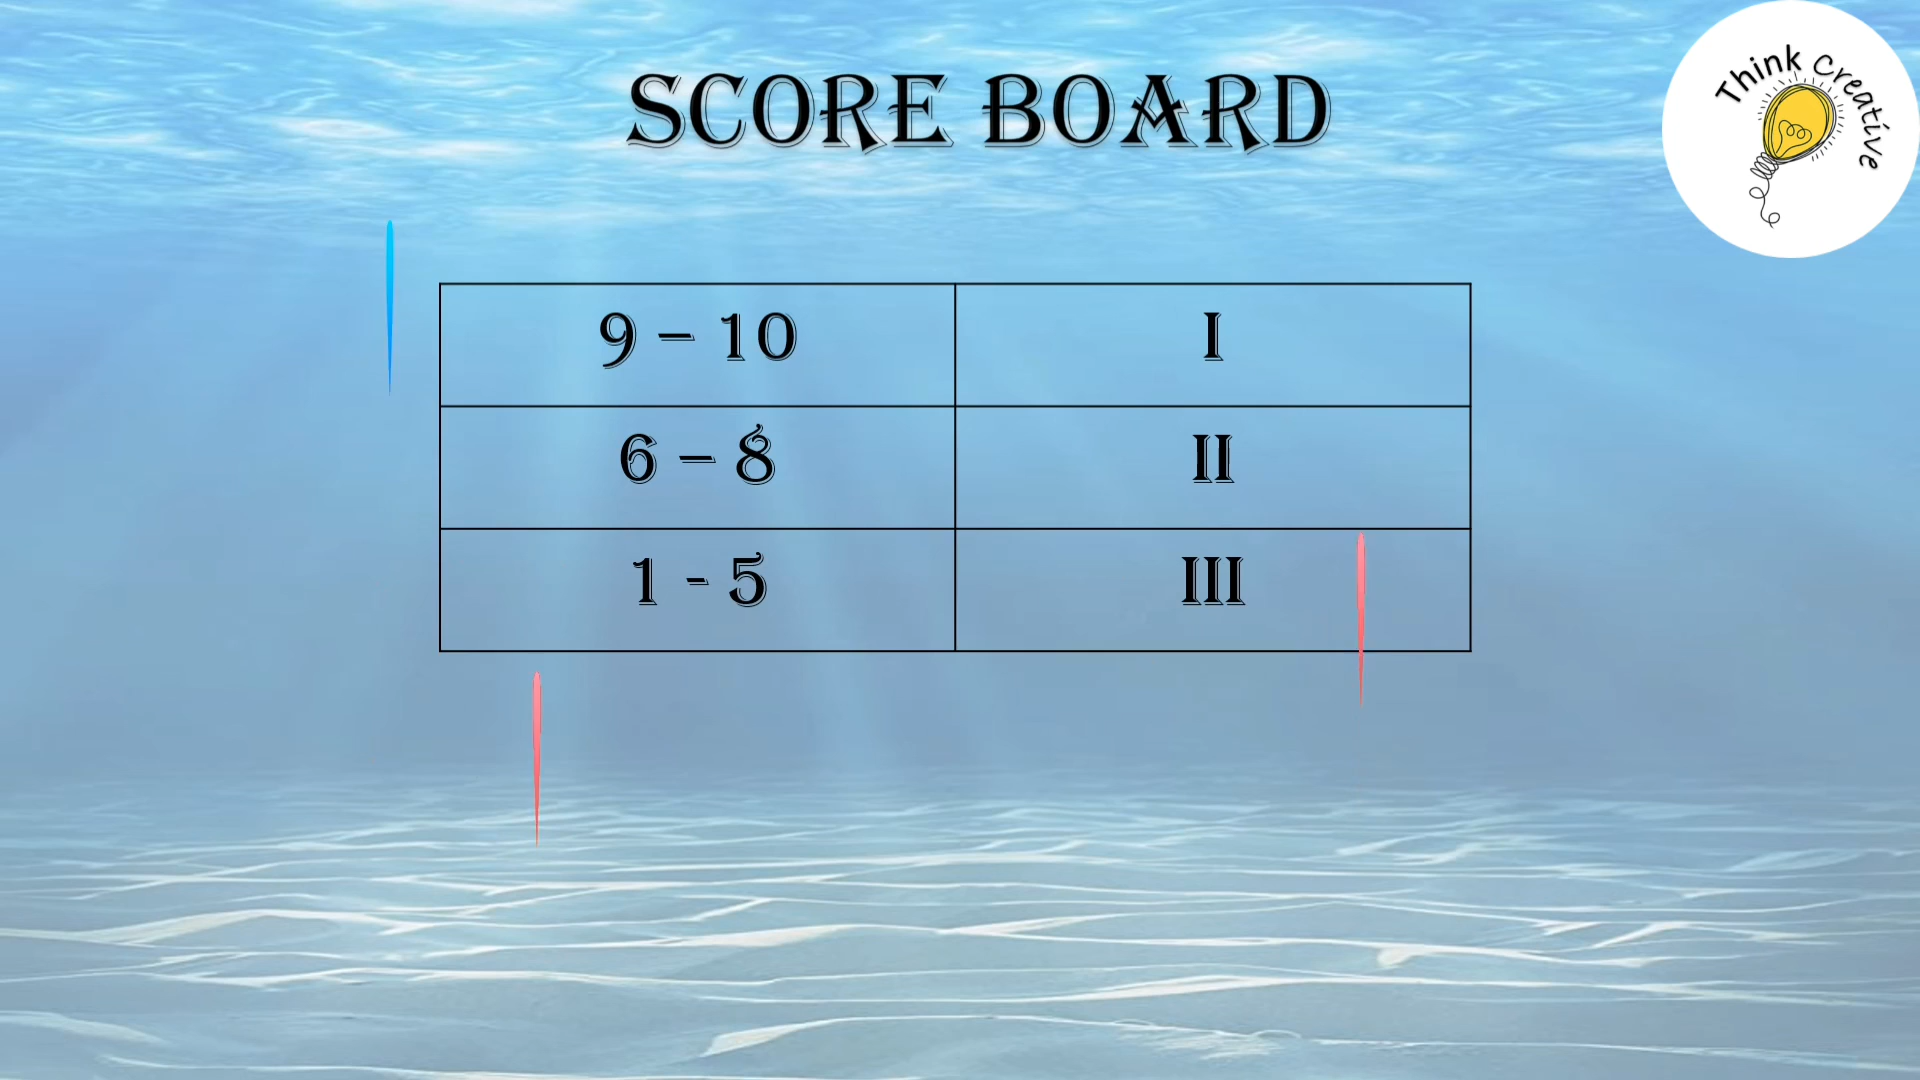 SCORE BOARD
Think Creative
9 – 10 I
6 – 8 II
1 - 5 III